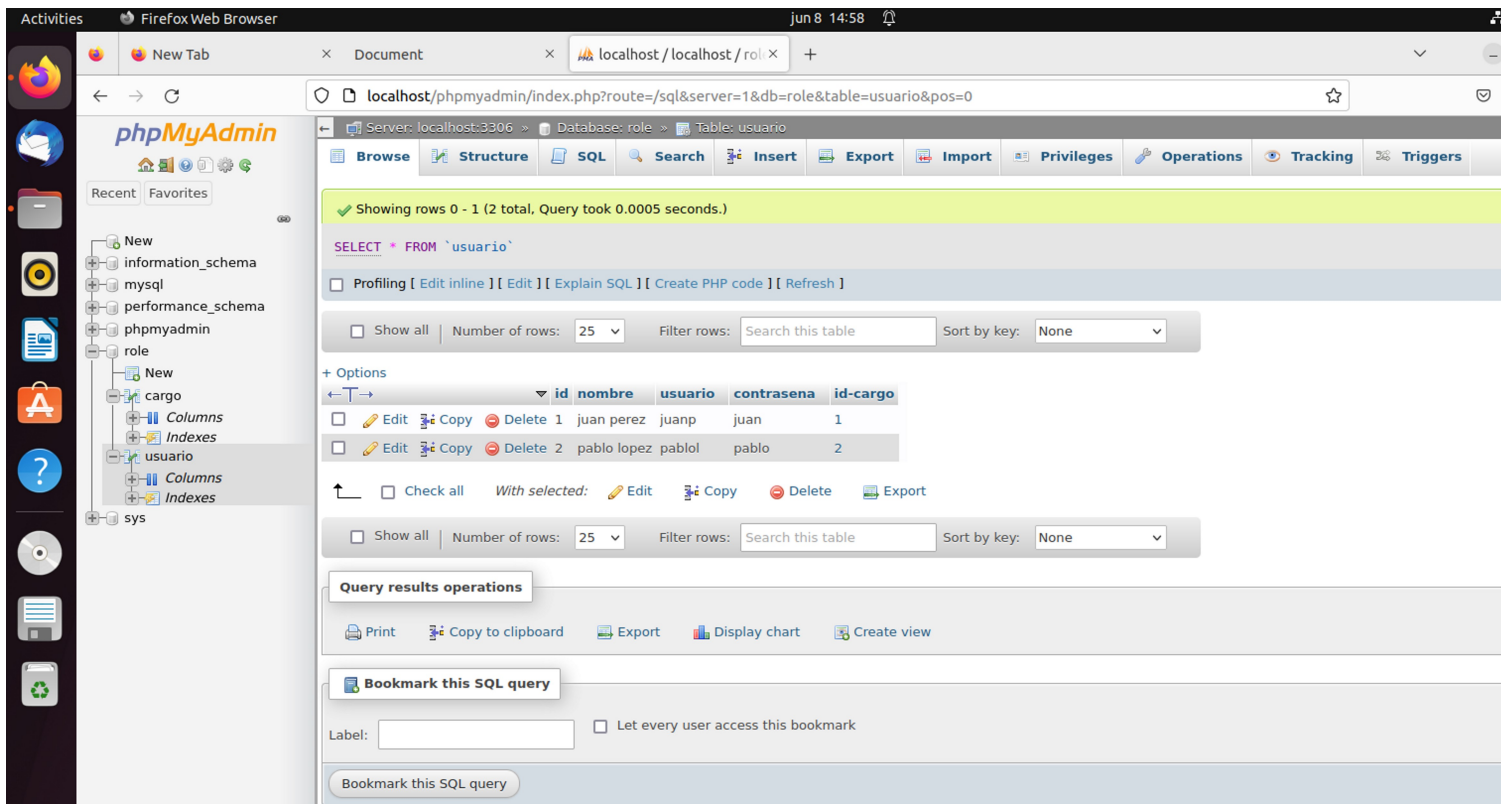 Activities Firefox Web Browser jun 8 14:58
New Tab Document localhost / localhost / rol
localhost/phpmyadmin/index.php?route=/sql&server=1&db=role&table=usuario&pos=0
phpMyAdmin
Recent Favorites
New
information_schema
mysql
performance_schema
phpmyadmin
role
New
cargo
Columns
Indexes
usuario
Columns
Indexes
sys
Server: localhost:3306 » Database: role » Table: usuario
Browse Structure SQL Search Insert Export Import Privileges Operations Tracking Triggers
Showing rows 0 - 1 (2 total, Query took 0.0005 seconds.)
SELECT * FROM `usuario`
Profiling [ Edit inline ] [ Edit ] [ Explain SQL ] [ Create PHP code ] [ Refresh ]
Show all | Number of rows: 25 Filter rows: Search this table Sort by key: None
+ Options
←T→ id nombre usuario contrasena id-cargo
Edit Copy Delete 1 juan perez juanp juan 1
Edit Copy Delete 2 pablo lopez pablol pablo 2
Check all With selected: Edit Copy Delete Export
Show all | Number of rows: 25 Filter rows: Search this table Sort by key: None
Query results operations
Print Copy to clipboard Export Display chart Create view
Bookmark this SQL query
Label: Let every user access this bookmark
Bookmark this SQL query